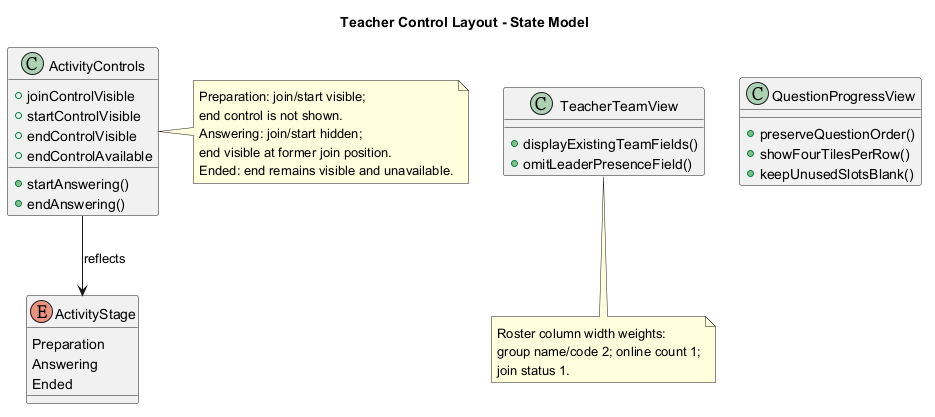 Teacher Control Layout - State Model
C ActivityControls
joinControlVisible
startControlVisible
endControlVisible
endControlAvailable
startAnswering()
endAnswering()
Preparation: join/start visible;
end control is not shown.
Answering: join/start hidden;
end visible at former join position.
Ended: end remains visible and unavailable.
C TeacherTeamView
displayExistingTeamFields()
omitLeaderPresenceField()
C QuestionProgressView
preserveQuestionOrder()
showFourTilesPerRow()
keepUnusedSlotsBlank()
reflects
E ActivityStage
Preparation
Answering
Ended
Roster column width weights:
group name/code 2; online count 1;
join status 1.